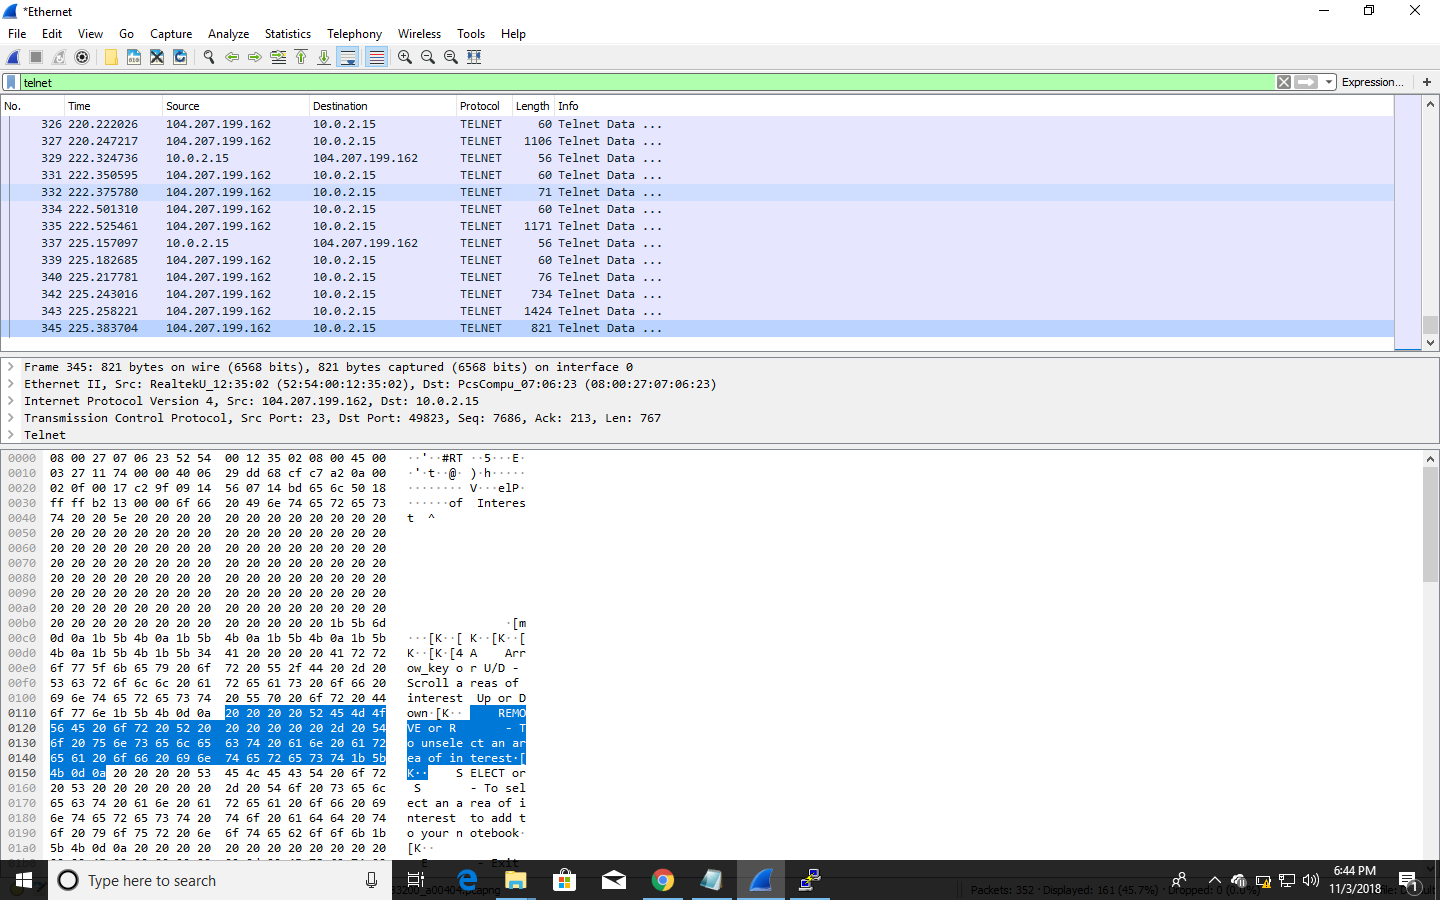 *Ethernet
File Edit View Go Capture Analyze Statistics Telephony Wireless Tools Help
telnet Expression... +
No. Time Source Destination Protocol Length Info
326 220.222026 104.207.199.162 10.0.2.15 TELNET 60 Telnet Data ...
327 220.247217 104.207.199.162 10.0.2.15 TELNET 1106 Telnet Data ...
329 222.324736 10.0.2.15 104.207.199.162 TELNET 56 Telnet Data ...
331 222.350595 104.207.199.162 10.0.2.15 TELNET 60 Telnet Data ...
332 222.375780 104.207.199.162 10.0.2.15 TELNET 71 Telnet Data ...
334 222.501310 104.207.199.162 10.0.2.15 TELNET 60 Telnet Data ...
335 222.525461 104.207.199.162 10.0.2.15 TELNET 1171 Telnet Data ...
337 225.157097 10.0.2.15 104.207.199.162 TELNET 56 Telnet Data ...
339 225.182685 104.207.199.162 10.0.2.15 TELNET 60 Telnet Data ...
340 225.217781 104.207.199.162 10.0.2.15 TELNET 76 Telnet Data ...
342 225.243016 104.207.199.162 10.0.2.15 TELNET 734 Telnet Data ...
343 225.258221 104.207.199.162 10.0.2.15 TELNET 1424 Telnet Data ...
345 225.383704 104.207.199.162 10.0.2.15 TELNET 821 Telnet Data ...
Frame 345: 821 bytes on wire (6568 bits), 821 bytes captured (6568 bits) on interface 0
Ethernet II, Src: RealtekU_12:35:02 (52:54:00:12:35:02), Dst: PcsCompu_07:06:23 (08:00:27:07:06:23)
Internet Protocol Version 4, Src: 104.207.199.162, Dst: 10.0.2.15
Transmission Control Protocol, Src Port: 23, Dst Port: 49823, Seq: 7686, Ack: 213, Len: 767
Telnet
0000 08 00 27 07 06 23 52 54 00 12 35 02 08 00 45 00 ··'··#RT ··5···E·
0010 03 27 11 74 00 00 40 06 29 dd 68 cf c7 a2 0a 00 ·'·t··@· )·h·····
0020 02 0f 00 17 c2 9f 09 14 56 07 14 bd 65 6c 50 18 ········ V···elP·
0030 ff ff b2 13 00 00 6f 66 20 49 6e 74 65 72 65 73 ······of Interes
0040 74 20 20 5e 20 20 20 20 20 20 20 20 20 20 20 20 t ^
0050 20 20 20 20 20 20 20 20 20 20 20 20 20 20 20 20
0060 20 20 20 20 20 20 20 20 20 20 20 20 20 20 20 20
0070 20 20 20 20 20 20 20 20 20 20 20 20 20 20 20 20
0080 20 20 20 20 20 20 20 20 20 20 20 20 20 20 20 20
0090 20 20 20 20 20 20 20 20 20 20 20 20 20 20 20 20
00a0 20 20 20 20 20 20 20 20 20 20 20 20 20 20 20 20
00b0 20 20 20 20 20 20 20 20 20 20 20 20 20 1b 5b 6d ·[m
00c0 0d 0a 1b 5b 4b 0a 1b 5b 4b 0a 1b 5b 4b 0a 1b 5b ···[K··[ K··[K··[
00d0 4b 0a 1b 5b 4b 1b 5b 34 41 20 20 20 20 41 72 72 K··[K·[4 A Arr
00e0 6f 77 5f 6b 65 79 20 6f 72 20 55 2f 44 20 2d 20 ow_key o r U/D -
00f0 53 63 72 6f 6c 6c 20 61 72 65 61 73 20 6f 66 20 Scroll a reas of
0100 69 6e 74 65 72 65 73 74 20 55 70 20 6f 72 20 44 interest Up or D
0110 6f 77 6e 1b 5b 4b 0d 0a 20 20 20 20 52 45 4d 4f own·[K·· REMO
0120 56 45 20 6f 72 20 52 20 20 20 20 20 20 2d 20 54 VE or R - T
0130 6f 20 75 6e 73 65 6c 65 63 74 20 61 6e 20 61 72 o unsele ct an ar
0140 65 61 20 6f 66 20 69 6e 74 65 72 65 73 74 1b 5b ea of in terest·[
0150 4b 0d 0a 20 20 20 20 53 45 4c 45 43 54 20 6f 72 K·· S ELECT or
0160 20 53 20 20 20 20 20 20 2d 20 54 6f 20 73 65 6c S - To sel
0170 65 63 74 20 61 6e 20 61 72 65 61 20 6f 66 20 69 ect an a rea of i
0180 6e 74 65 72 65 73 74 20 74 6f 20 61 64 64 20 74 nterest to add t
0190 6f 20 79 6f 75 72 20 6e 6f 74 65 62 6f 6f 6b 1b o your n otebook·
01a0 5b 4b 0d 0a 20 20 20 20 20 20 20 20 20 20 20 20 [K··
E - Exit
Type here to search
Packets: 352 · Displayed: 161 (45.7%) · Dropped: 0 (0.0%)
6:44 PM
11/3/2018
1